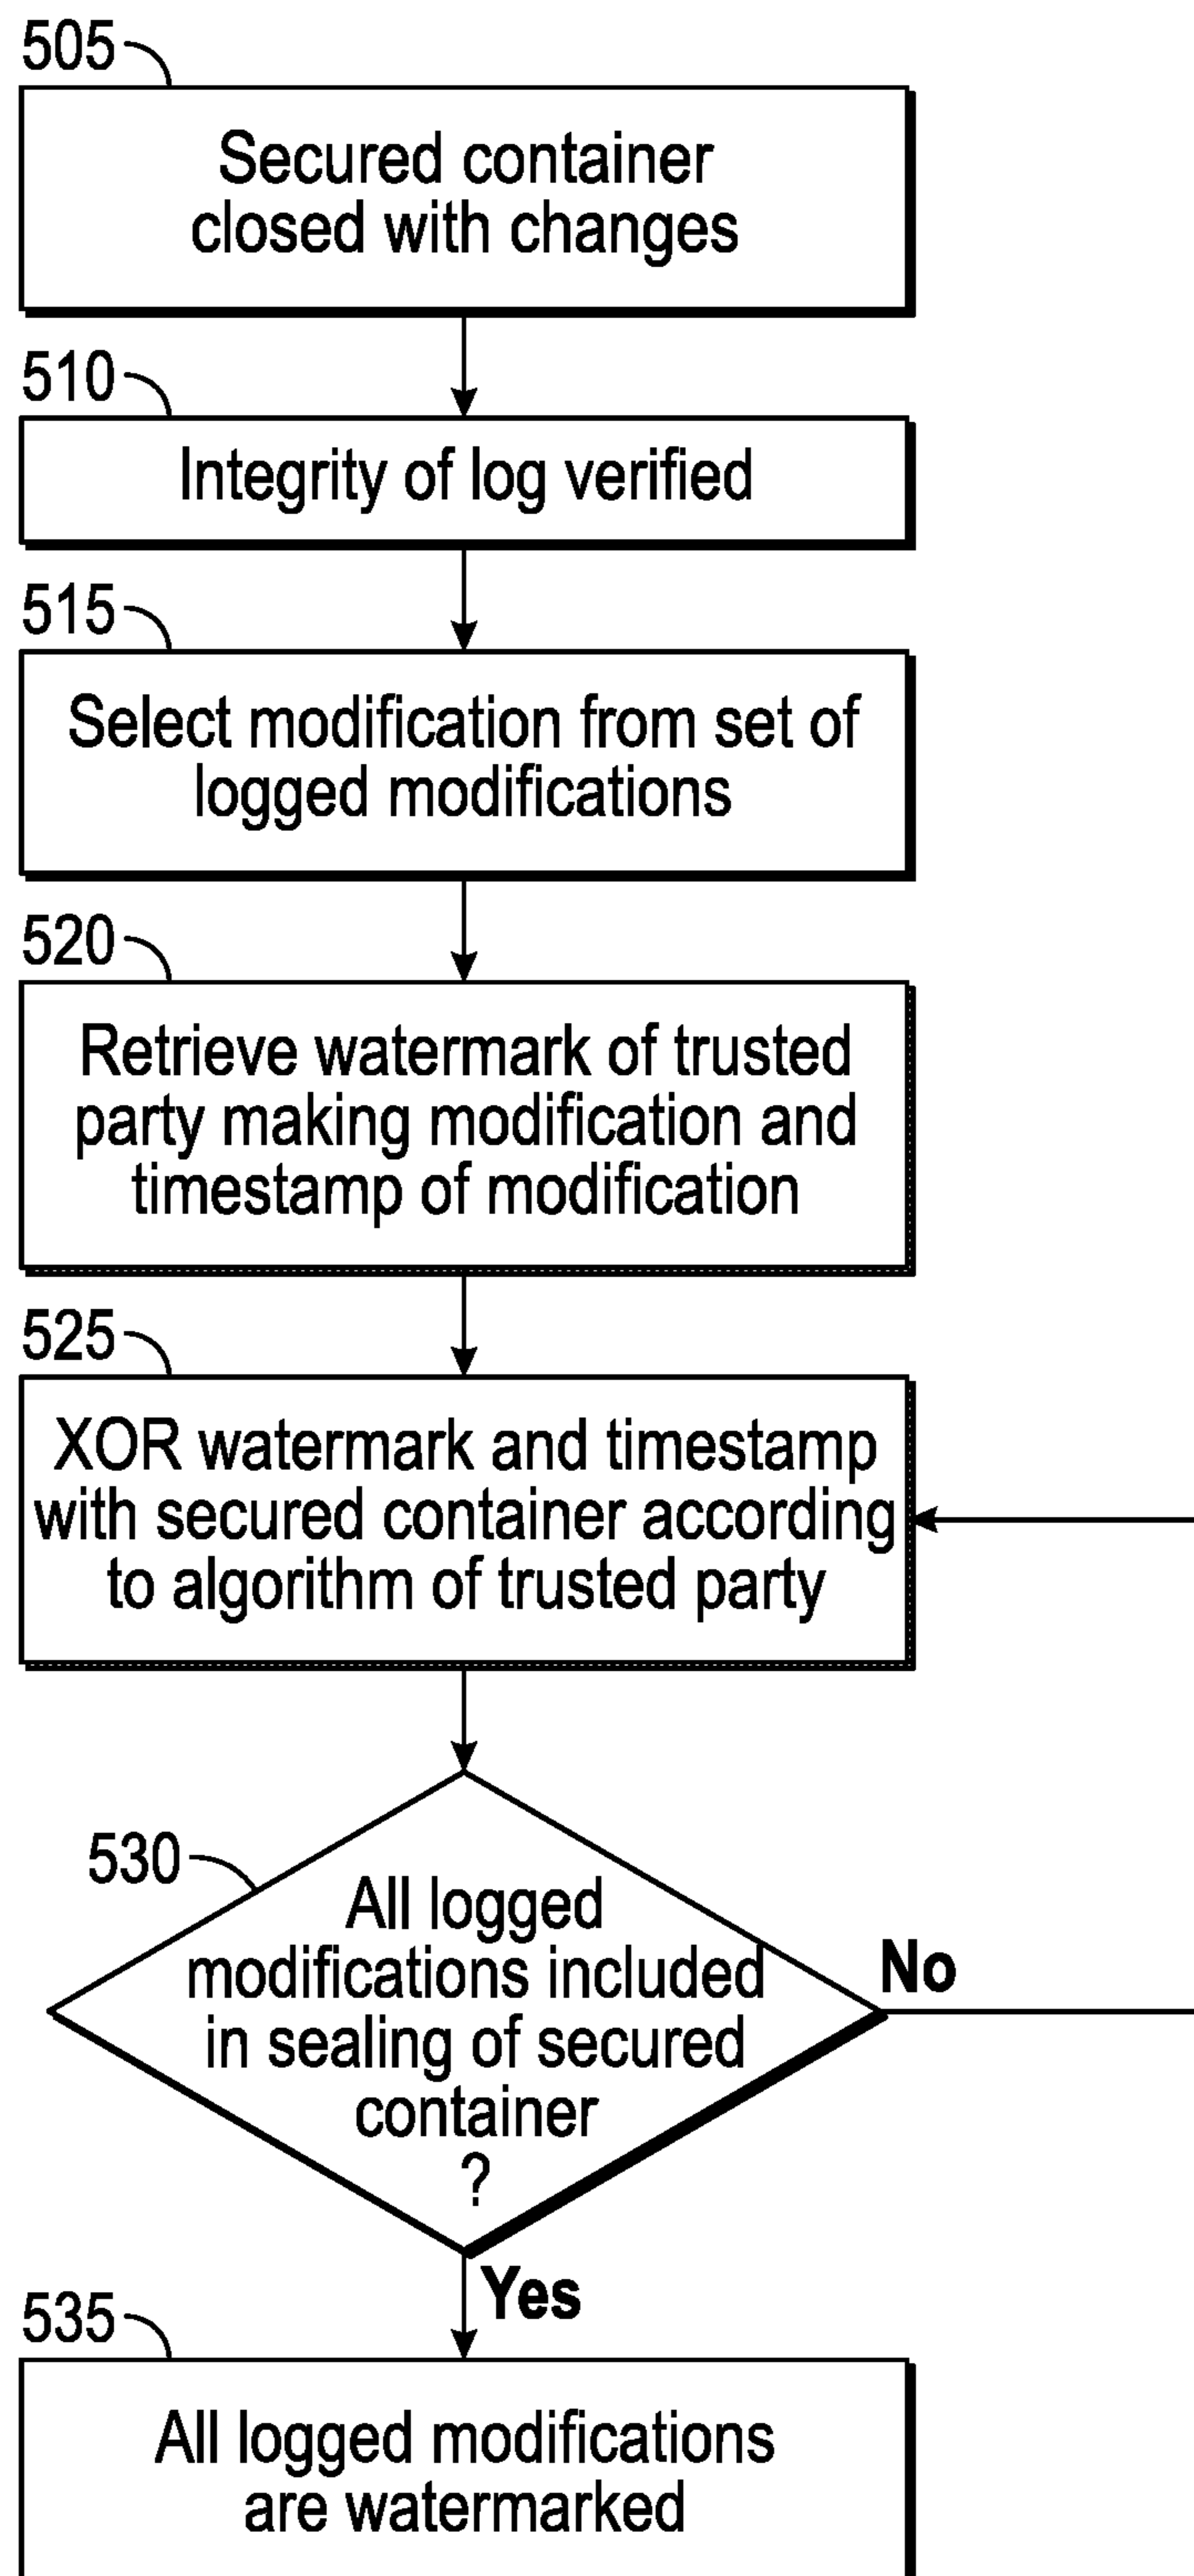 505
Secured container
closed with changes
510
Integrity of log verified
515
Select modification from set of
logged modifications
520
Retrieve watermark of trusted
party making modification and
timestamp of modification
525
XOR watermark and timestamp
with secured container according
to algorithm of trusted party
530
All logged
modifications included
in sealing of secured
container
?
No
Yes
535
All logged modifications
are watermarked